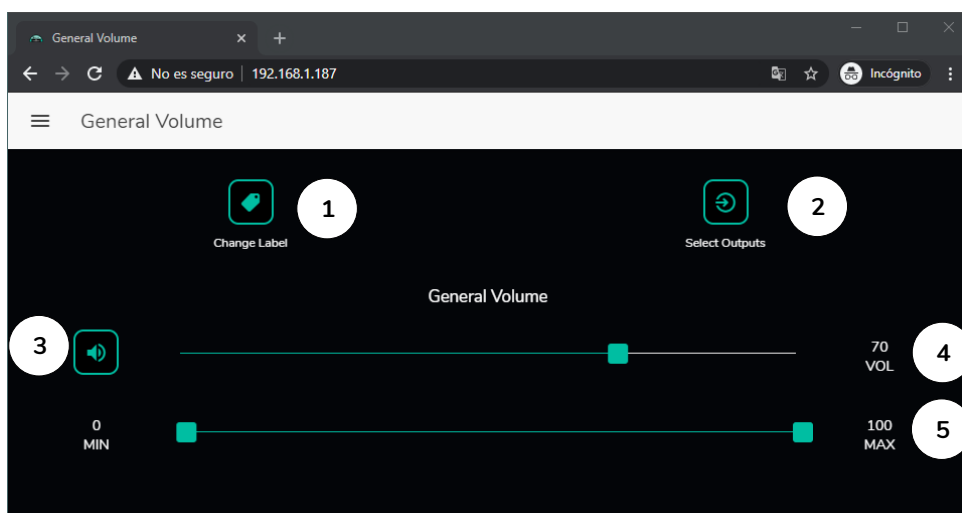 General Volume
No es seguro | 192.168.1.187
Incógnito
General Volume
1
2
Change Label
Select Outputs
General Volume
3
70
VOL
4
0
MIN
100
MAX
5